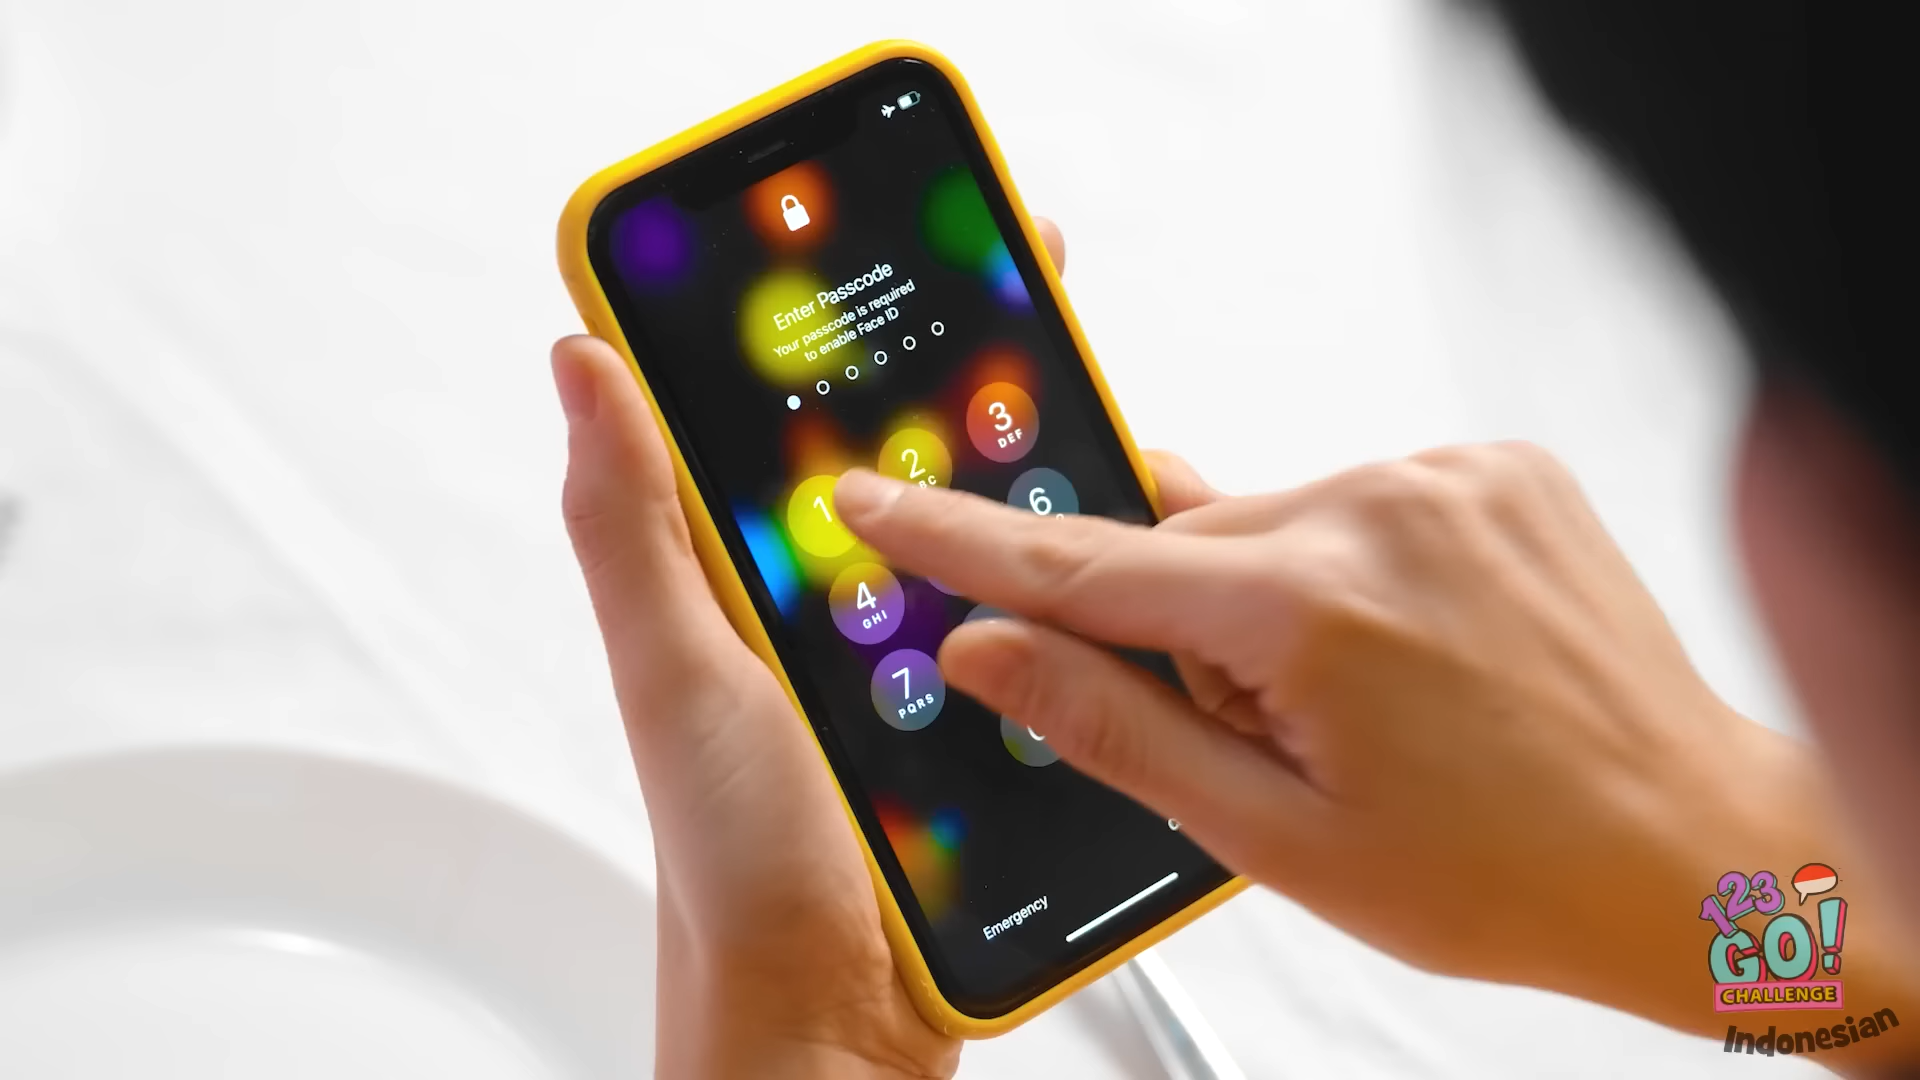 Enter Passcode
Your passcode is required
to enable Face ID
1
2
3
DEF
4
GHI
6
7
PQRS
Emergency
123
GO!
CHALLENGE
Indonesian